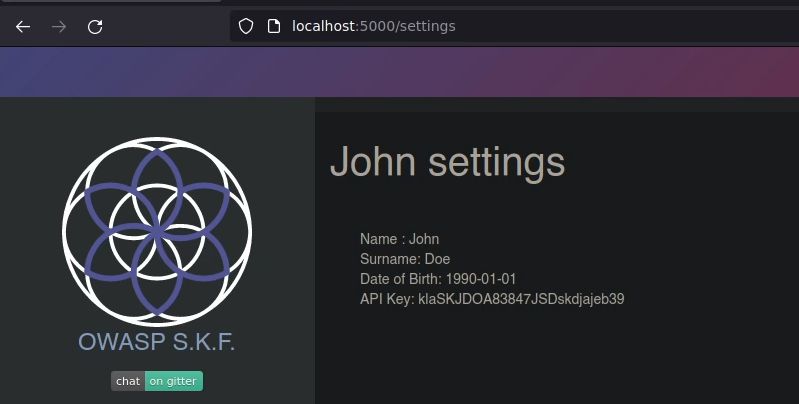 localhost:5000/settings
John settings
Name : John
Surname: Doe
Date of Birth: 1990-01-01
API Key: klaSKJDOA83847JSDskdjajeb39
OWASP S.K.F.
chat on gitter